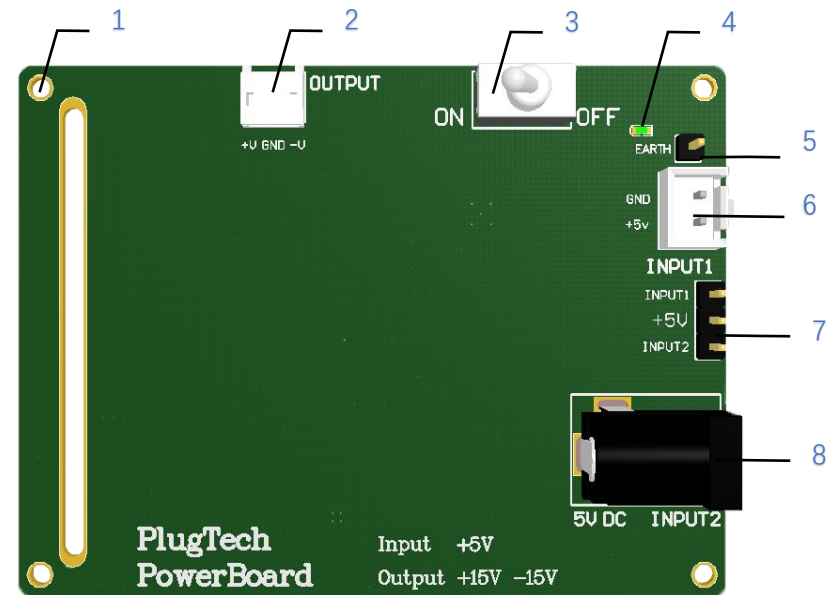 1
2
3
4
OUTPUT
ON
OFF
+V GND -V
EARTH
5
GND
6
+5v
INPUT1
INPUT1
+5V
7
INPUT2
8
5V DC
INPUT2
PlugTech
PowerBoard
Input +5V
Output +15V -15V